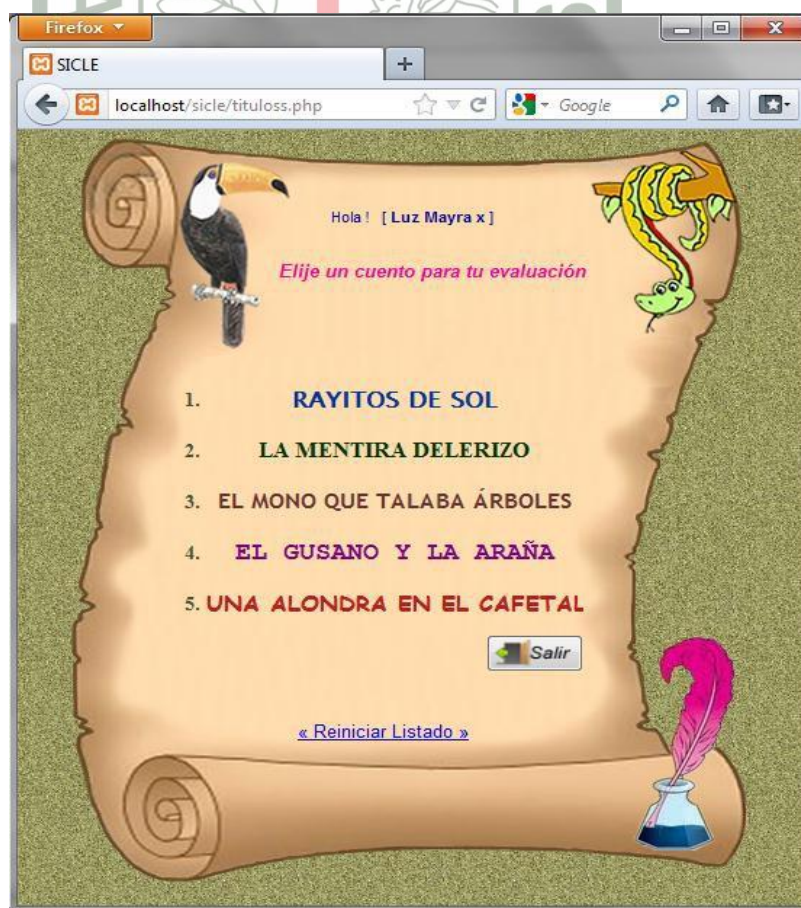 Firefox
SICLE
localhost/sicle/tituloss.php
Google
Hola ! [ Luz Mayra x ]
Elije un cuento para tu evaluación
1. RAYITOS DE SOL
2. LA MENTIRA DELERIZO
3. EL MONO QUE TALABA ÁRBOLES
4. EL GUSANO Y LA ARAÑA
5. UNA ALONDRA EN EL CAFETAL
Salir
« Reiniciar Listado »